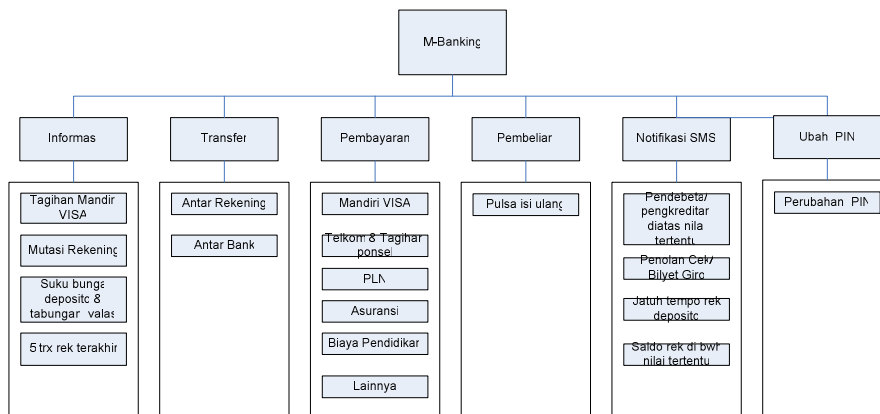 M-Banking
Informas
Transfer
Pembayaran
Pembeliar
Notifikasi SMS
Ubah PIN
Tagihan Mandir
VISA
Mutasi Rekening
Suku bunga
deposito &
tabungan valas
5 trx rek terakhir
Antar Rekening
Antar Bank
Mandiri VISA
Telkom & Tagihan
ponsel
PLN
Asuransi
Biaya Pendidikan
Lainnya
Pulsa isi ulang
Pendebeta/
pengkreditan
diatas nila
tertentu
Penolan Cek/
Bilyet Giro
Jatuh tempo rek
deposito
Saldo rek di bwh
nilai tertentu
Perubahan PIN